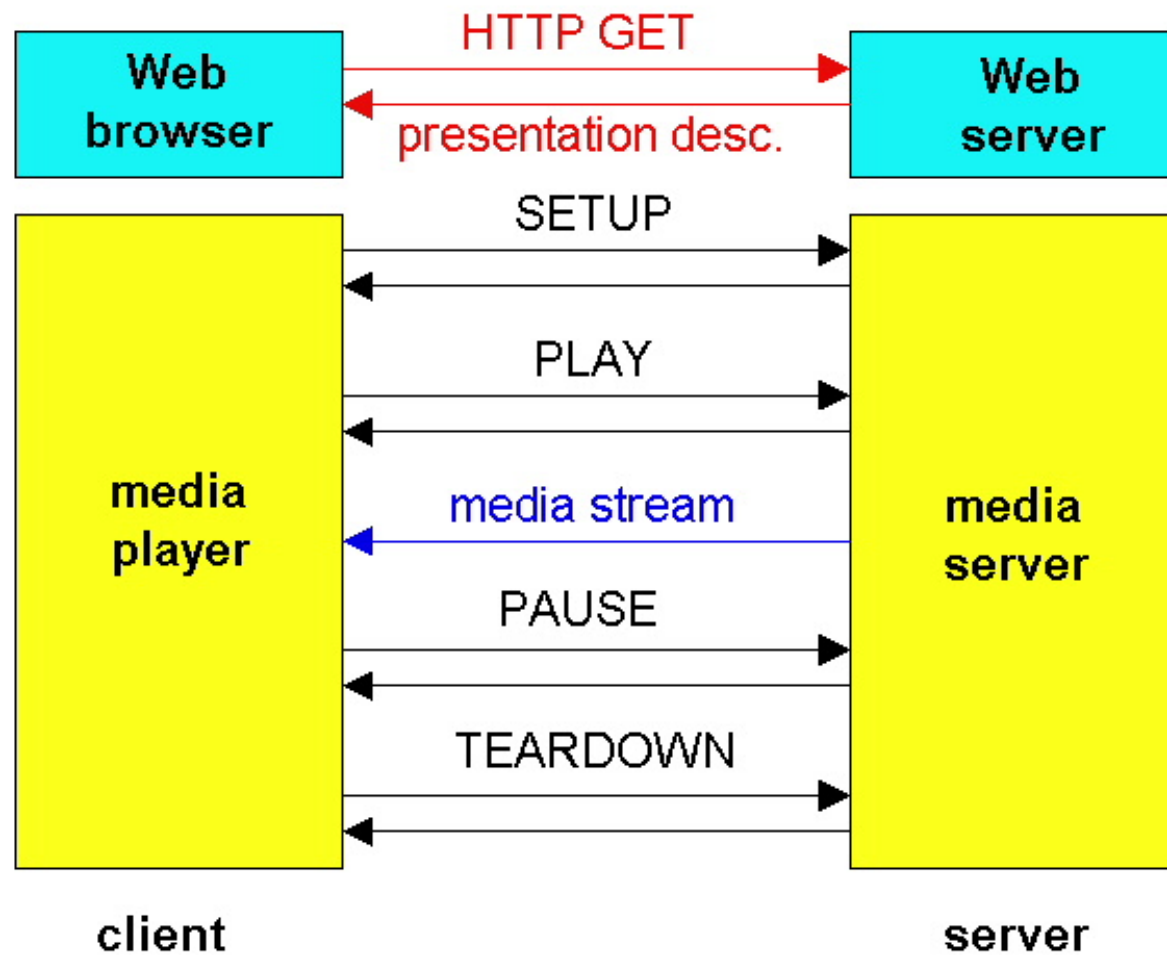 HTTP GET
Web
browser
Web
server
presentation desc.
SETUP
PLAY
media
player
media stream
media
server
PAUSE
TEARDOWN
client
server